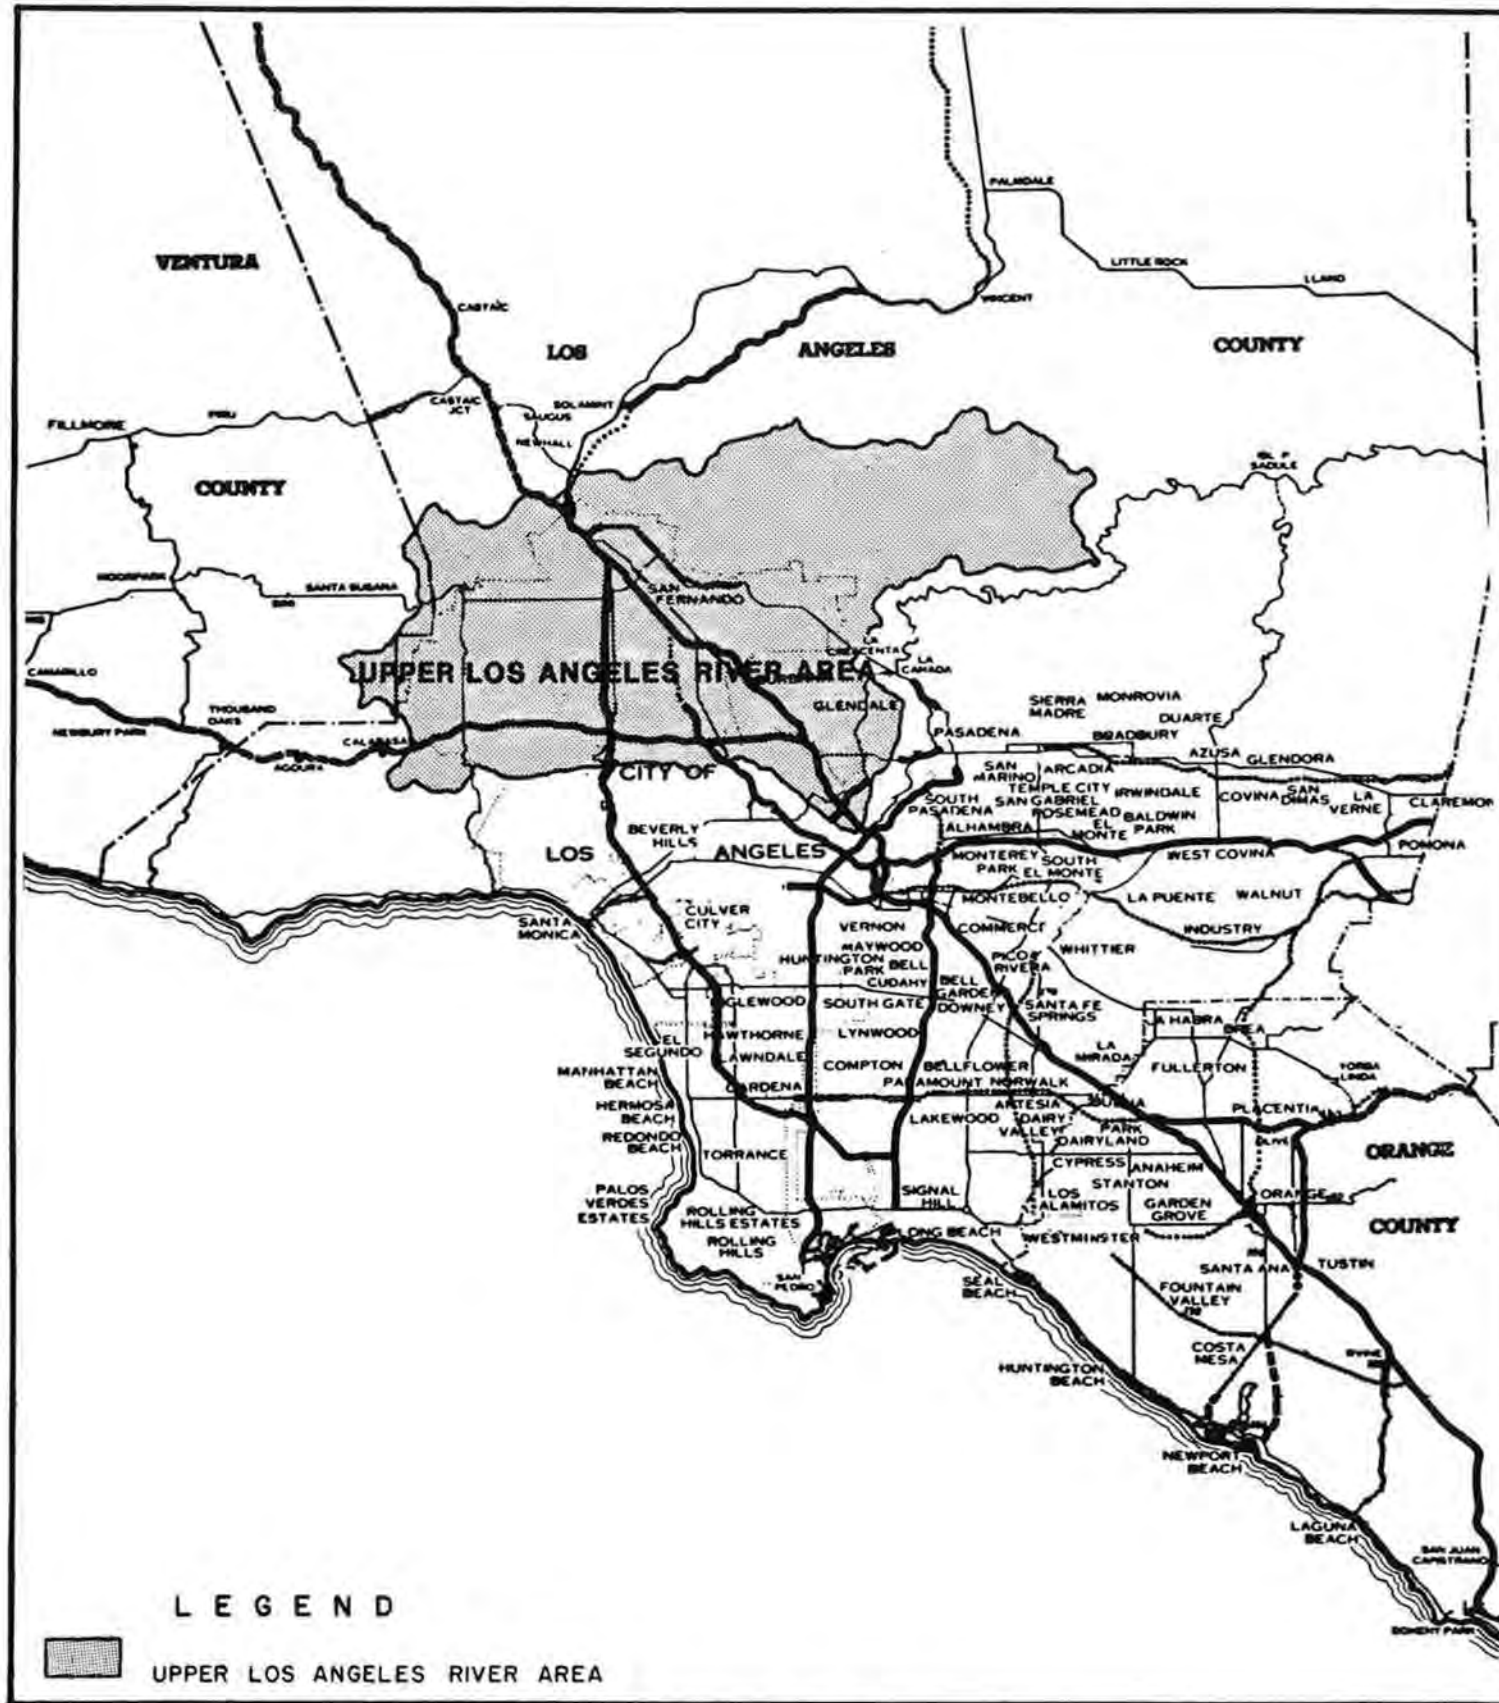 PALMDALE
VENTURA
LITTLE ROCK
LLANO
CASTAIC
VINCENT
LOS
ANGELES
COUNTY
CASTAIC
JCT
SOLAMINT
SAUGUS
NEWHALL
PIRU
FILLMORE
COUNTY
MOORPARK
SANTA SUSANA
SAN
FERNANDO
UPPER LOS ANGELES RIVER AREA
LA
CRESCENTA
LA
CANADA
CAMARILLO
NEWBURY PARK
THOUSAND
OAKS
AGOURA
CALABASA
GLENDALE
PASADENA
SIERRA
MADRE
MONROVIA
BRADBURY
DUARTE
AZUSA
GLENDORA
CITY OF
SAN
MARINO
ARCADIA
TEMPLE CITY
SAN GABRIEL
ROSEMEAD
EL
MONTE
IRWINDALE
BALDWIN
PARK
COVINA
SAN
DIMAS
LA
VERNE
CLAREMON
SOUTH
PASADENA
ALHAMBRA
BEVERLY
HILLS
LOS
ANGELES
MONTEREY
PARK
SOUTH
EL MONTE
WEST COVINA
POMONA
MONTEBELLO
LA PUENTE
WALNUT
INDUSTRY
SANTA
MONICA
CULVER
CITY
VERNON
COMMERCE
MAYWOOD
HUNTINGTON
PARK
BELL
CUDAHY
BELL
GARDEN
PICO
RIVERA
WHITTIER
GLEWOOD
SOUTH GATE
DOWNEY
SANTA FE
SPRINGS
LA HABRA
BREA
HAWTHORNE
LYNWOOD
EL
SEGUNDO
LAWNDALE
LA
MIRADA
FULLERTON
YORBA
LINDA
MANHATTAN
BEACH
COMPTON
BELLFLOWER
GARDENA
PARAMOUNT
NORWALK
HERMOSA
BEACH
LAKEWOOD
ARTESIA
DAIRY
VALLEY
BUENA
PARK
PLACENTIA
REDONDO
BEACH
TORRANCE
DAIRYLAND
OLIVE
ORANGE
COUNTY
CYPRESS
ANAHEIM
STANTON
PALOS
VERDES
ESTATES
ROLLING
HILLS ESTATES
ROLLING
HILLS
SIGNAL
HILL
LOS
ALAMITOS
GARDEN
GROVE
ORANGE
LONG BEACH
WESTMINSTER
SAN
PEDRO
SEAL
BEACH
SANTA ANA
TUSTIN
FOUNTAIN
VALLEY
COSTA
MESA
IRVINE
HUNTINGTON
BEACH
NEWPORT
BEACH
LAGUNA
BEACH
SAN JUAN
CAPISTRANO
LEGEND
UPPER LOS ANGELES RIVER AREA